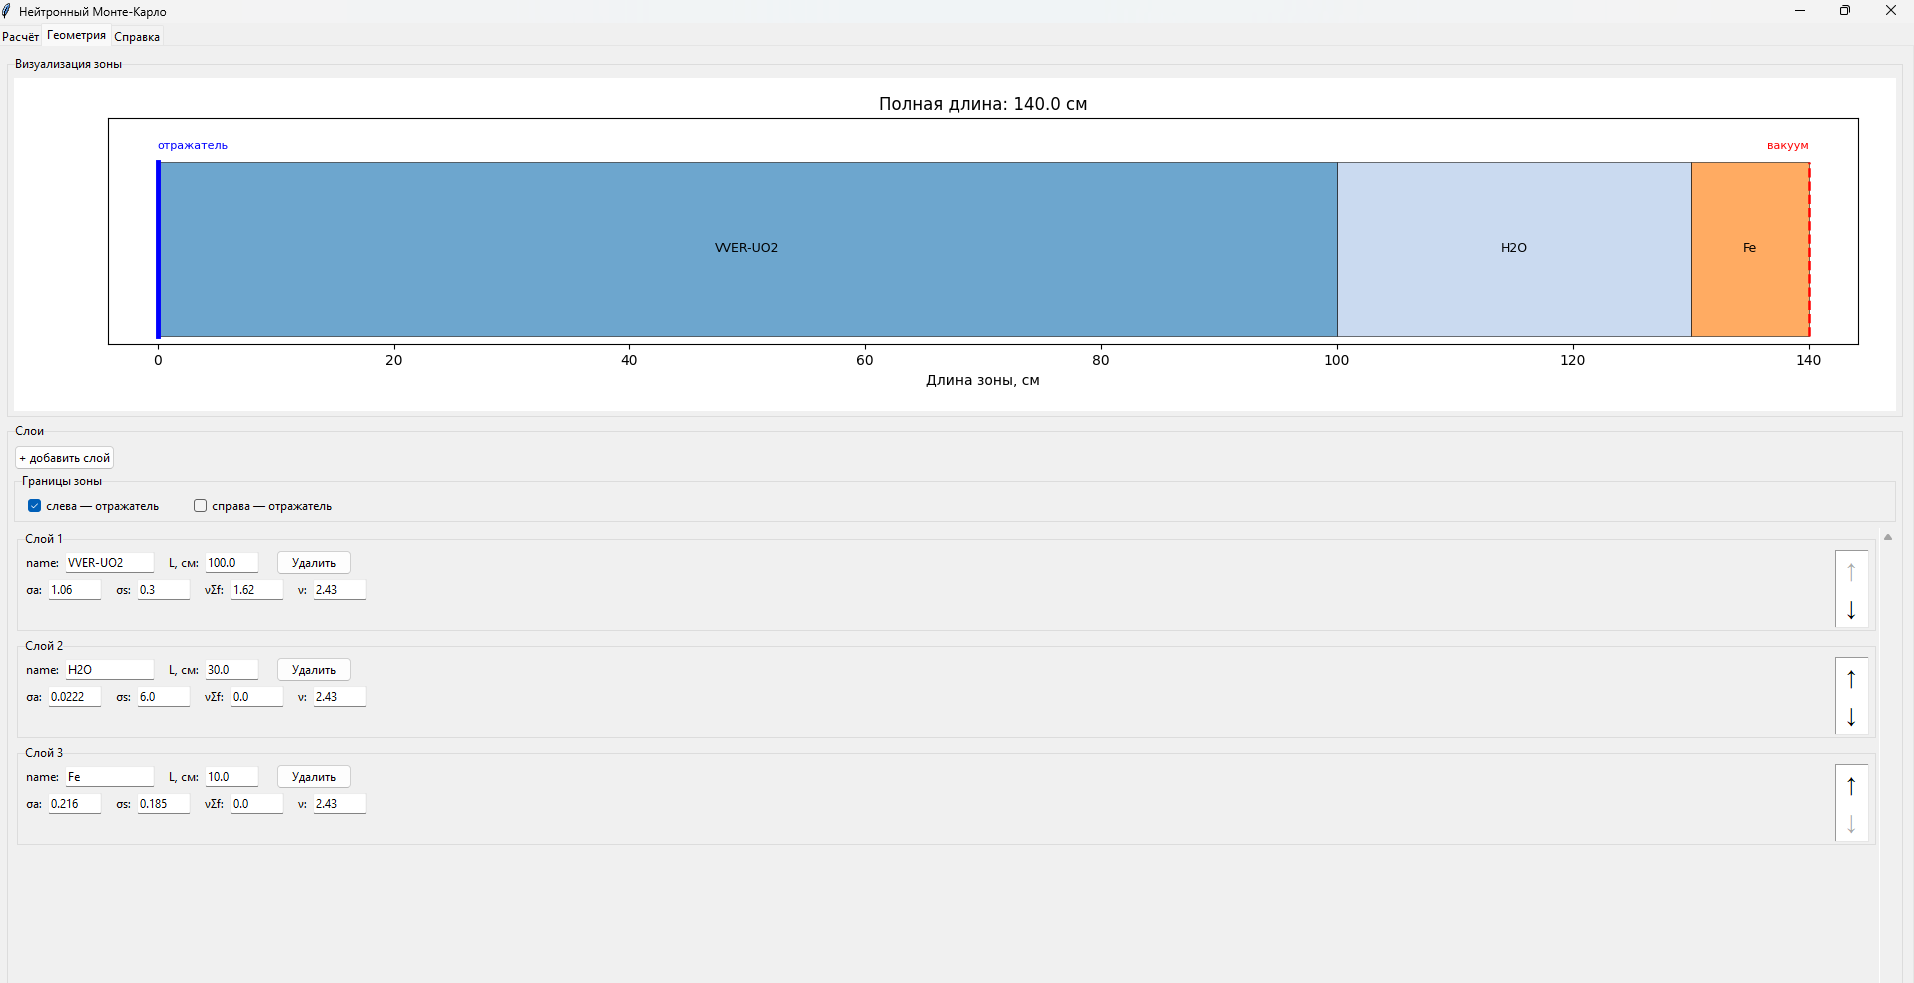 Нейтронный Монте-Карло
Расчёт Геометрия Справка
Визуализация зоны
Полная длина: 140.0 см
отражатель вакуум
VVER-UO2 H2O Fe
0 20 40 60 80 100 120 140
Длина зоны, см
Слои
+ добавить слой
Границы зоны
слева — отражатель справа — отражатель
Слой 1
name: VVER-UO2 L, см: 100.0 Удалить
σa: 1.06 σs: 0.3 νΣf: 1.62 ν: 2.43
↑
↓
Слой 2
name: H2O L, см: 30.0 Удалить
σa: 0.0222 σs: 6.0 νΣf: 0.0 ν: 2.43
↑
↓
Слой 3
name: Fe L, см: 10.0 Удалить
σa: 0.216 σs: 0.185 νΣf: 0.0 ν: 2.43
↑
↓